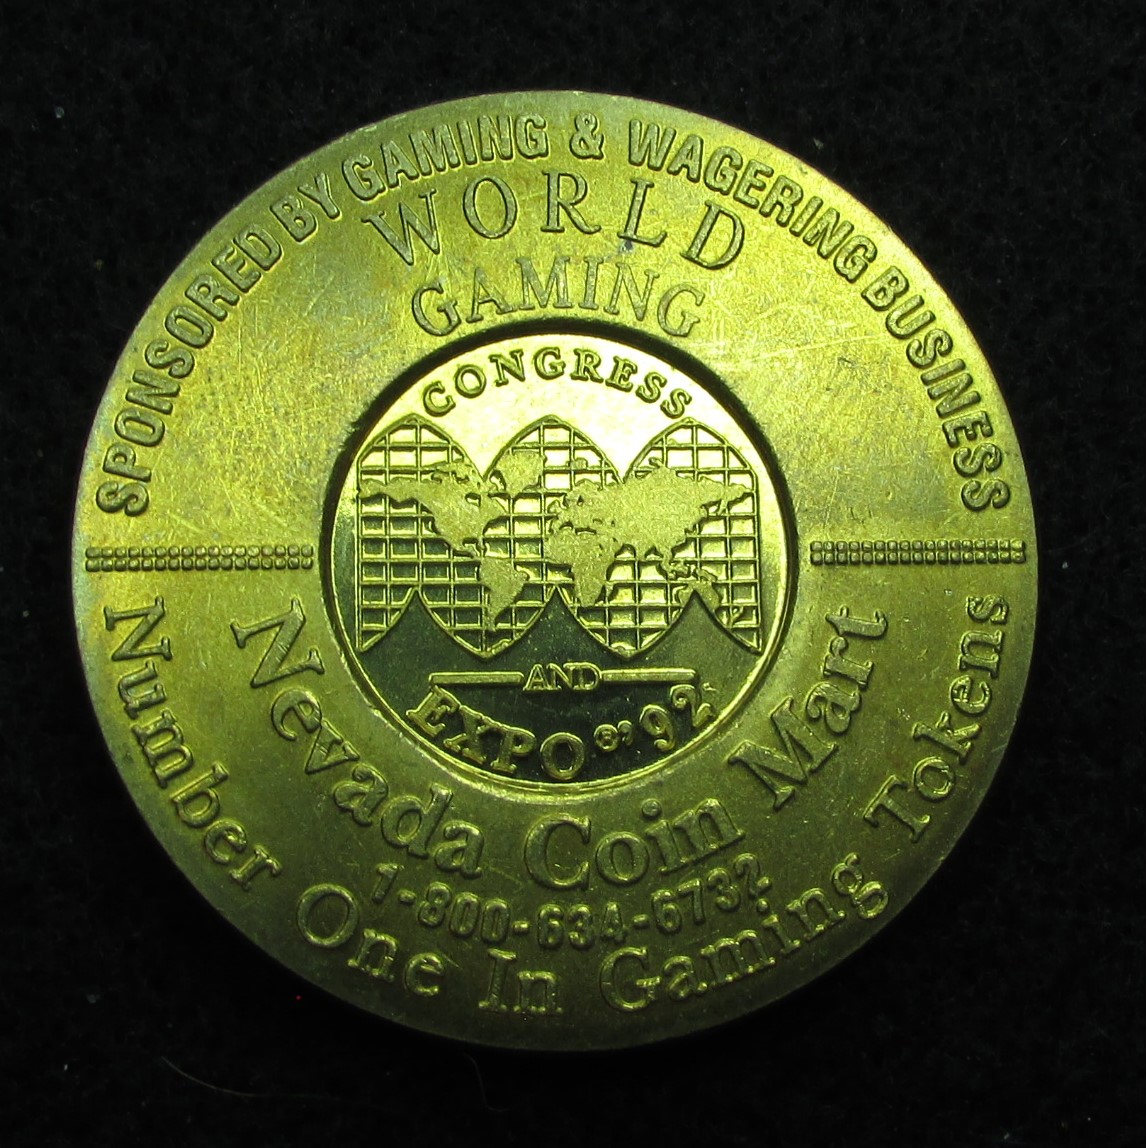 SPONSORED BY GAMING & WAGERING BUSINESS
WORLD
GAMING
CONGRESS
AND
EXPO ®'92
Nevada Coin Mart
1-800-634-6732
Number One In Gaming Tokens